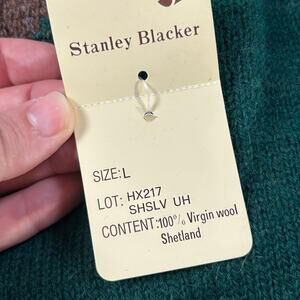 Stanley Blacker
SIZE:L
LOT: HX217
SHSLV UH
CONTENT:100% Virgin wool
Shetland